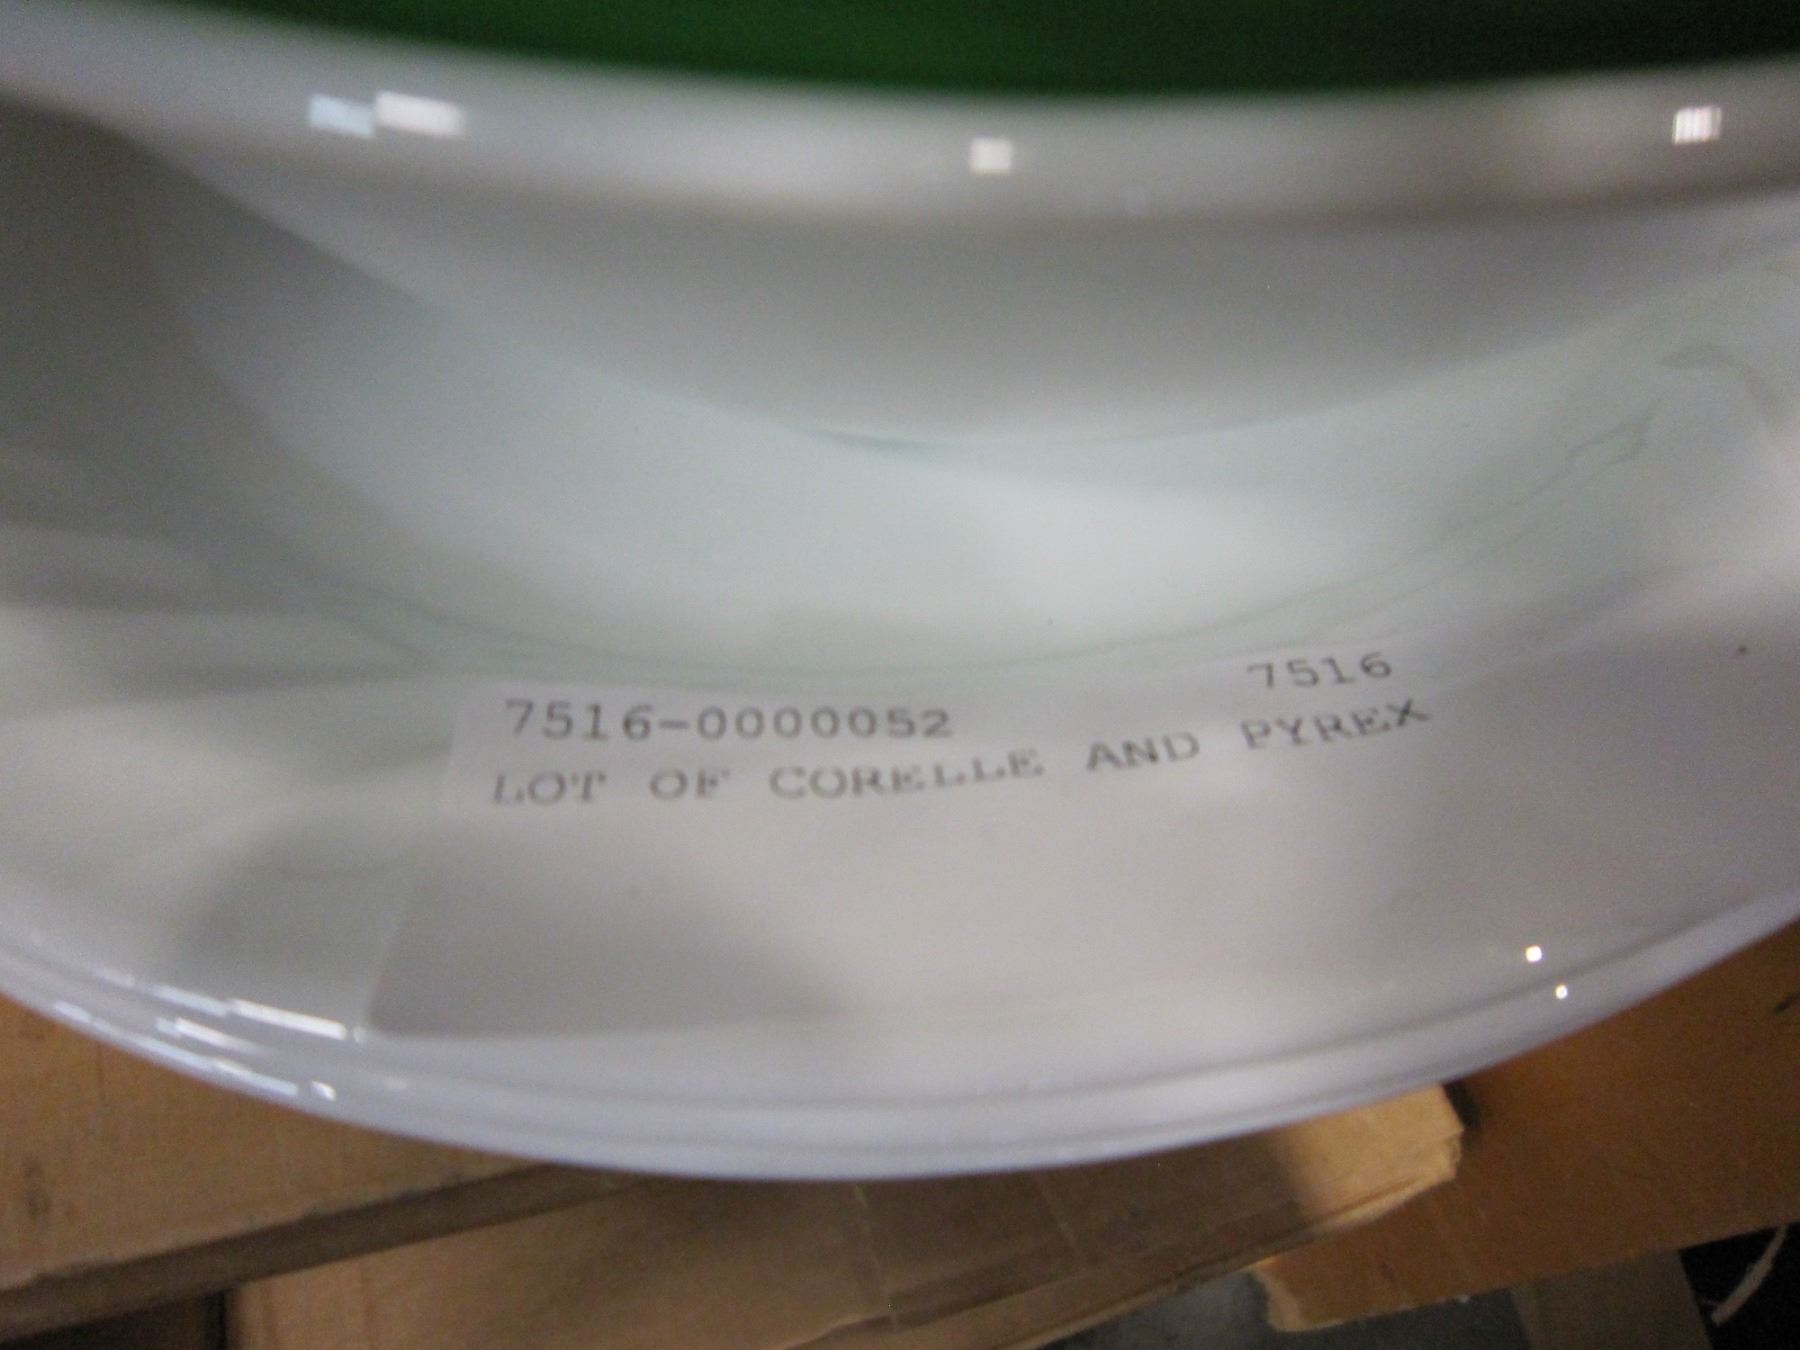 7516
7516-0000052
LOT OF CORELLE AND PYREX